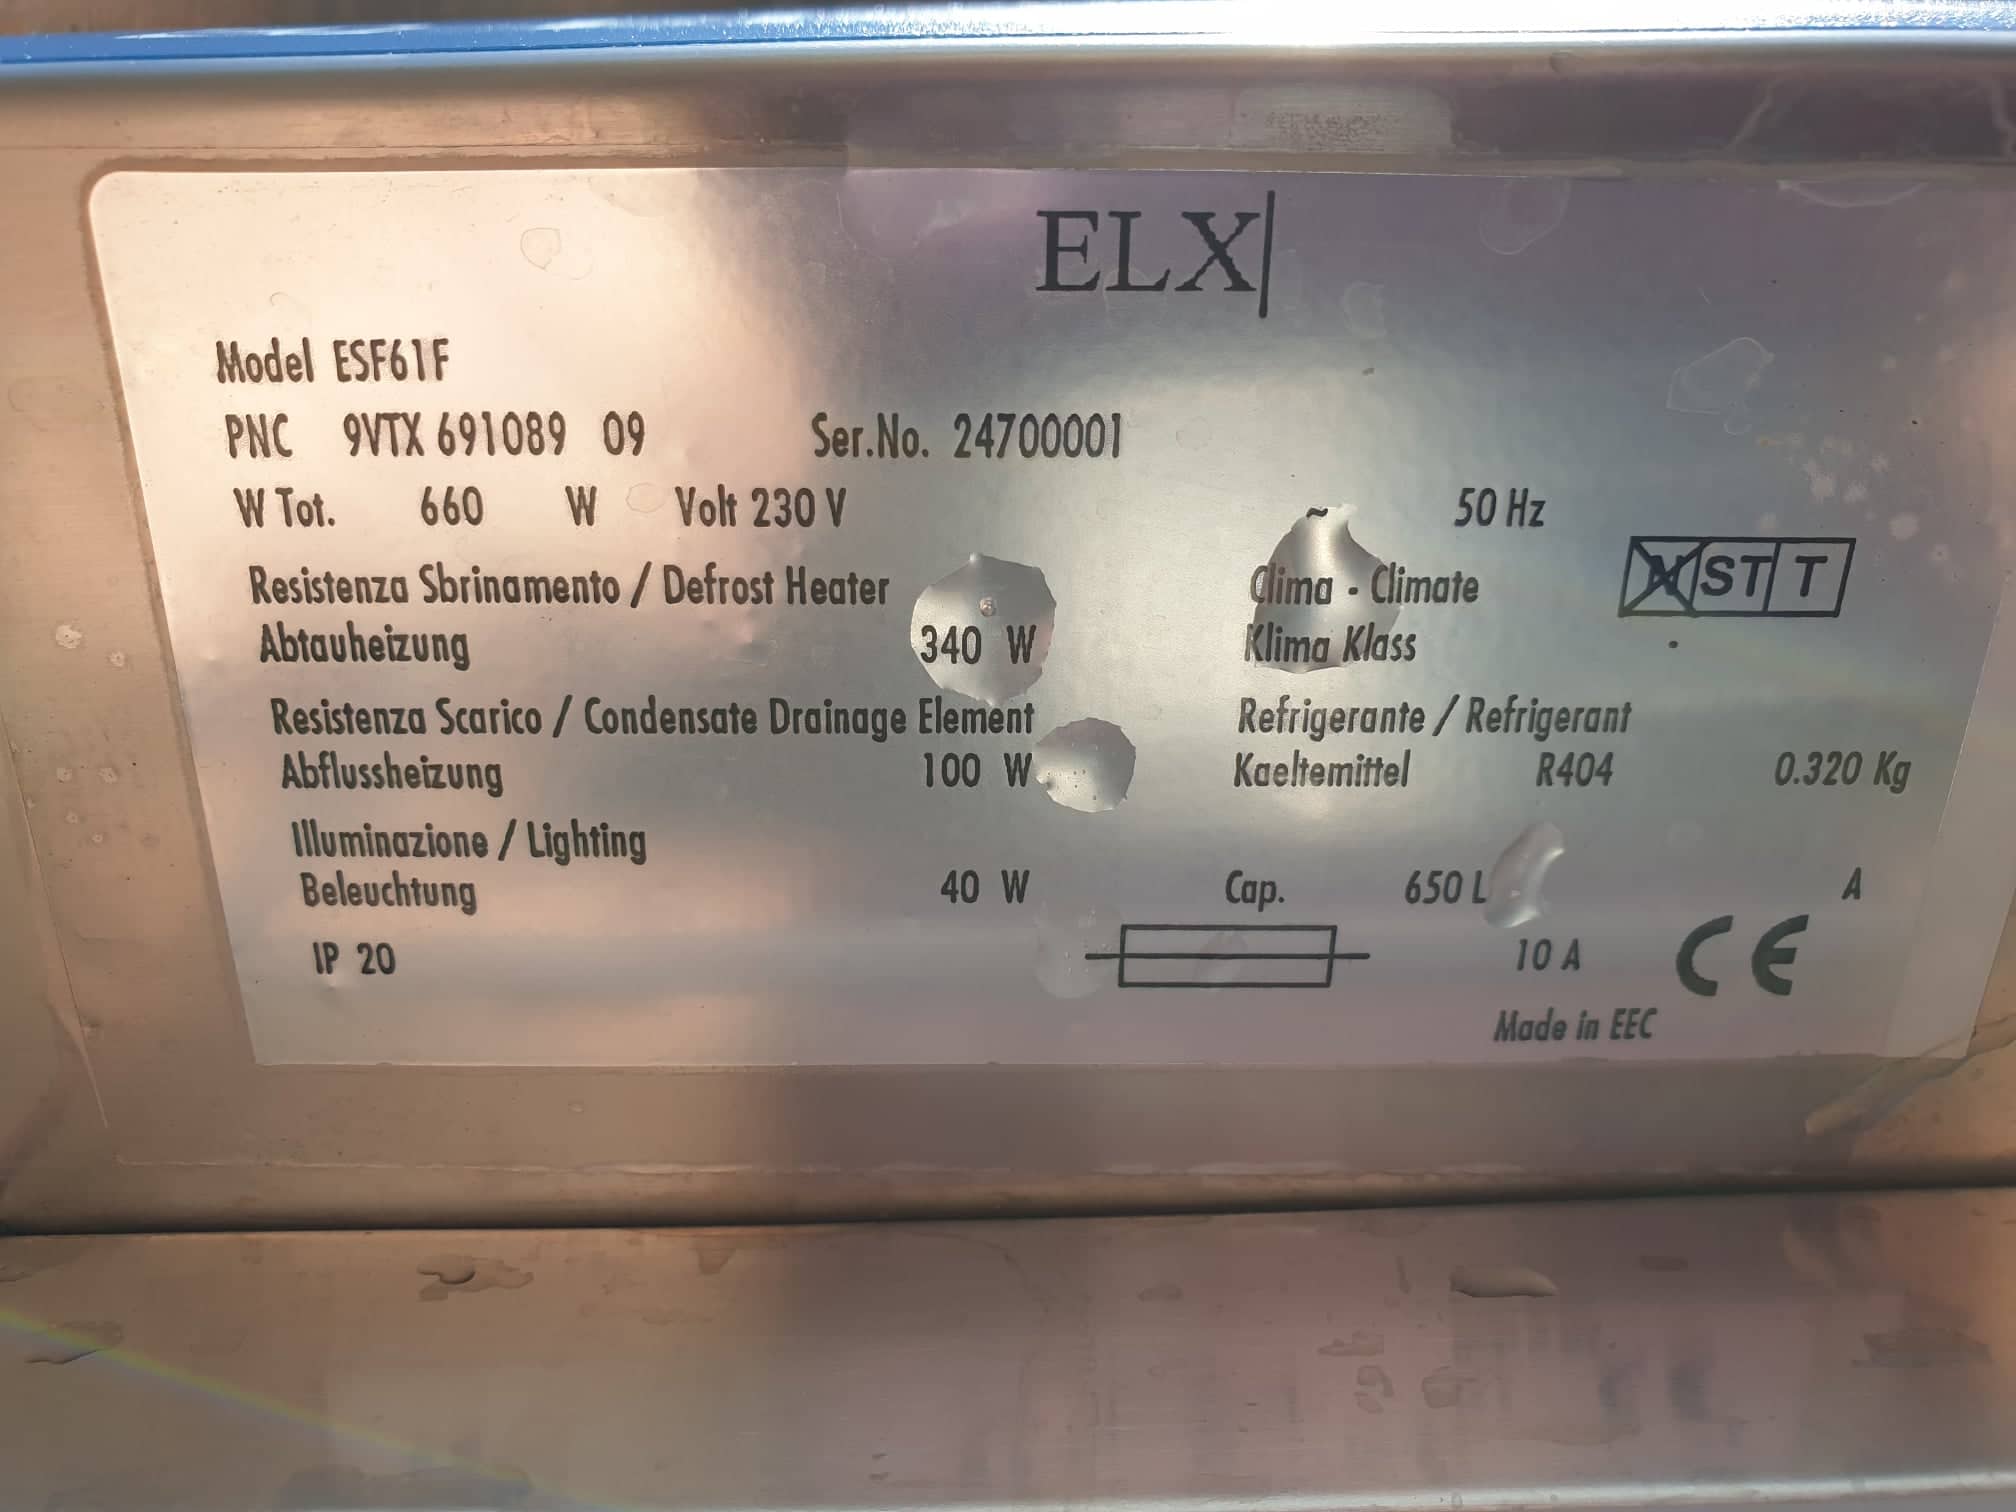 ELX
Model ESF61F
PNC 9VTX 691089 09 Ser.No. 24700001
W Tot. 660 W Volt 230 V ~ 50 Hz
Resistenza Sbrinamento / Defrost Heater
Abtauheizung 340 W
Clima - Climate
Klima Klass
N ST T
Resistenza Scarico / Condensate Drainage Element
Abflussheizung 100 W
Refrigerante / Refrigerant
Kaeltemittel R404 0.320 Kg
Illuminazione / Lighting
Beleuchtung 40 W
Cap. 650 L A
IP 20
10 A CE
Made in EEC